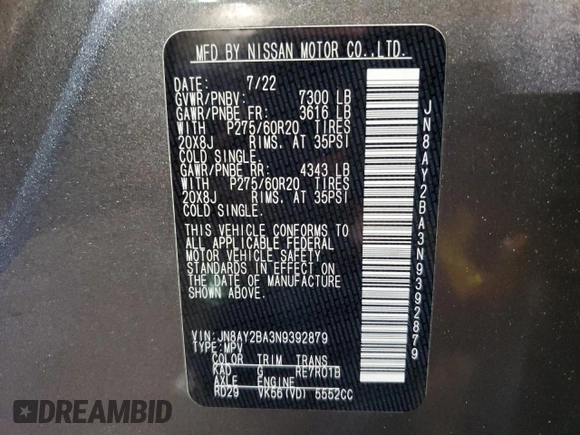 MFD BY NISSAN MOTOR CO.,LTD.
DATE: 7/22
GVWR/PNBV: 7300 LB
GAWR/PNBE FR: 3616 LB
WITH P275/60R20 TIRES
20X8J RIMS. AT 35PSI
COLD SINGLE.
GAWR/PNBE RR: 4343 LB
WITH P275/60R20 TIRES
20X8J RIMS. AT 35PSI
COLD SINGLE.
THIS VEHICLE CONFORMS TO
ALL APPLICABLE FEDERAL
MOTOR VEHICLE SAFETY
STANDARDS IN EFFECT ON
THE DATE OF MANUFACTURE
SHOWN ABOVE.
VIN: JN8AY2BA3N9392879
TYPE: MPV
COLOR TRIM TRANS
KAD G RE7R01B
AXLE ENGINE
RD29 VK56(VD) 5552CC
JN8AY2BA3N9392879
DREAMBID